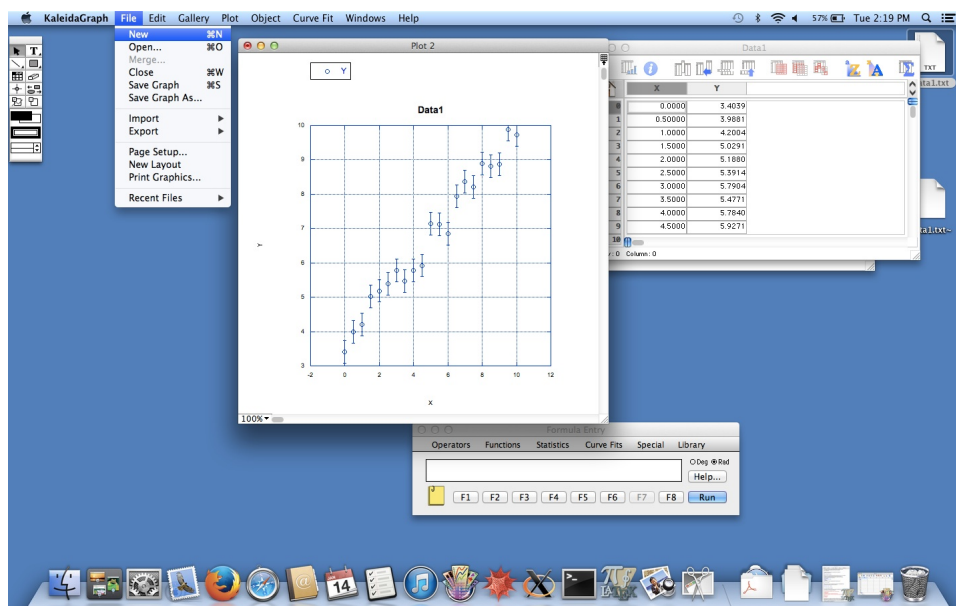 KaleidaGraph File Edit Gallery Plot Object Curve Fit Windows Help 57% Tue 2:19 PM
New ⌘N
Open... ⌘O
Merge...
Close ⌘W
Save Graph ⌘S
Save Graph As...
Import
Export
Page Setup...
New Layout
Print Graphics...
Recent Files
T
Plot 2
Y
Data1
10
9
8
7
6
5
4
3
-2 0 2 4 6 8 10 12
Y
X
100%
Data1
X Y
0 0.0000 3.4039
1 0.50000 3.9881
2 1.0000 4.2004
3 1.5000 5.0291
4 2.0000 5.1880
5 2.5000 5.3914
6 3.0000 5.7904
7 3.5000 5.4771
8 4.0000 5.7840
9 4.5000 5.9271
10
: 0 Column: 0
TXT
ta1.txt
ta1.txt~
Formula Entry
Operators Functions Statistics Curve Fits Special Library
Deg Rad
Help...
F1 F2 F3 F4 F5 F6 F7 F8 Run
14